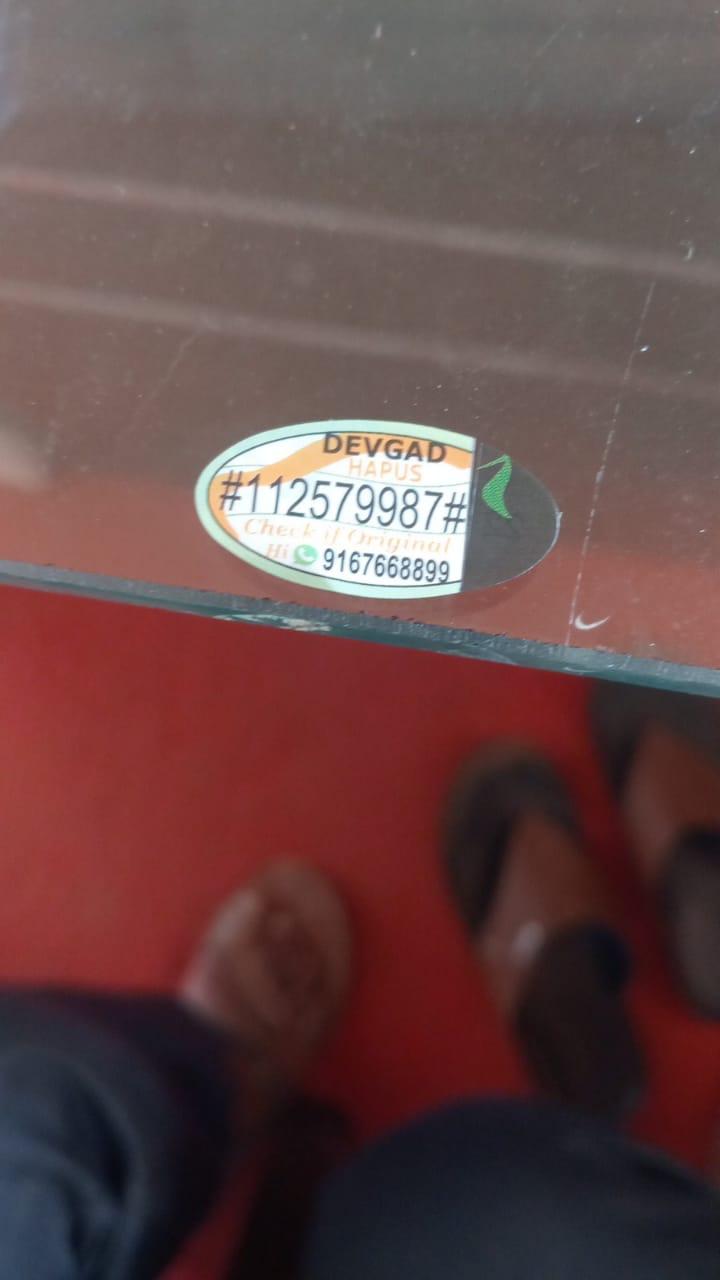 DEVGAD
HAPUS
#112579987#
Check if Original
Hi 9167668899